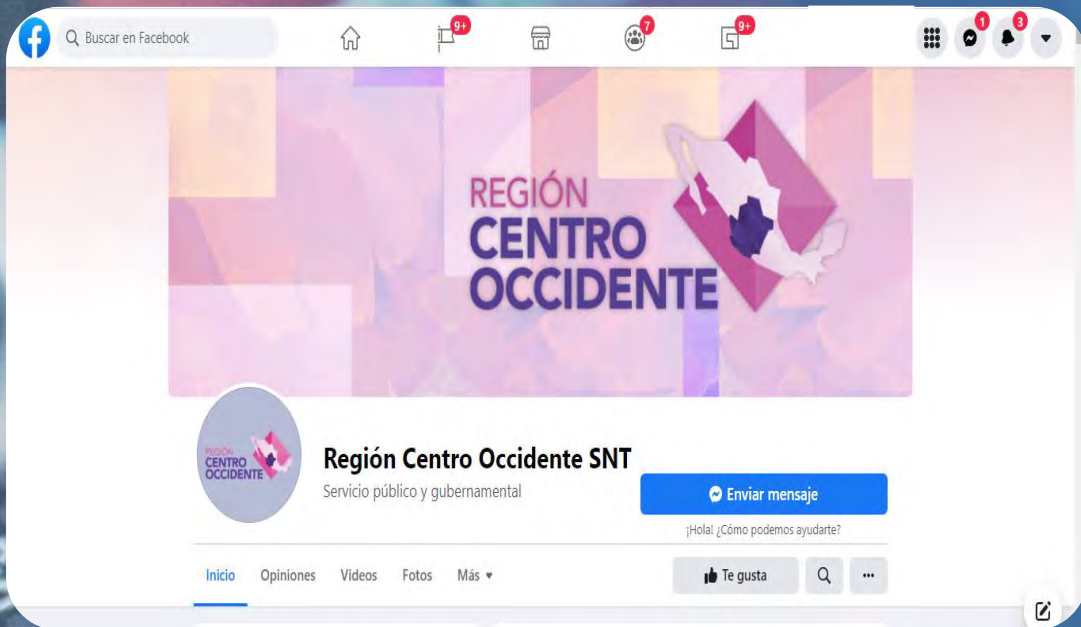 Buscar en Facebook
9+
7
9+
1
3
REGIÓN
CENTRO
OCCIDENTE
REGIÓN
CENTRO
OCCIDENTE
Región Centro Occidente SNT
Servicio público y gubernamental
Enviar mensaje
¡Hola! ¿Cómo podemos ayudarte?
Inicio Opiniones Videos Fotos Más
Te gusta